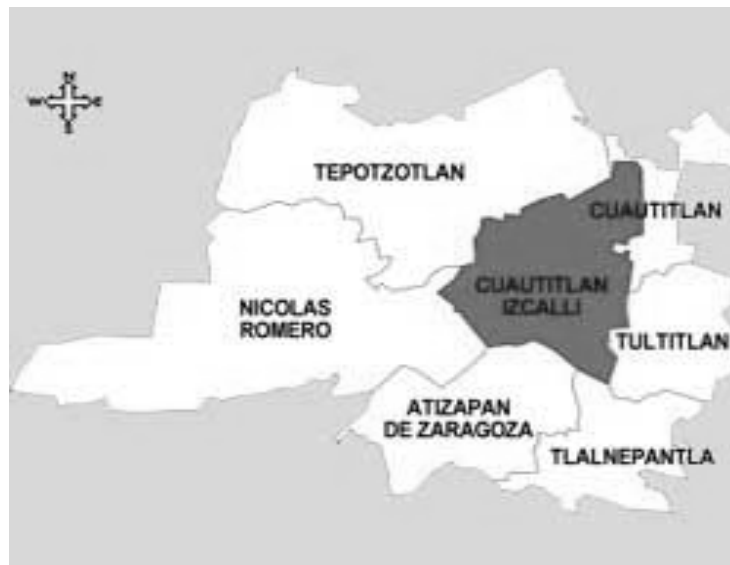 N
W E
S
TEPOTZOTLAN
CUAUTITLAN
CUAUTITLAN
IZCALLI
NICOLAS
ROMERO
TULTITLAN
ATIZAPAN
DE ZARAGOZA
TLALNEPANTLA